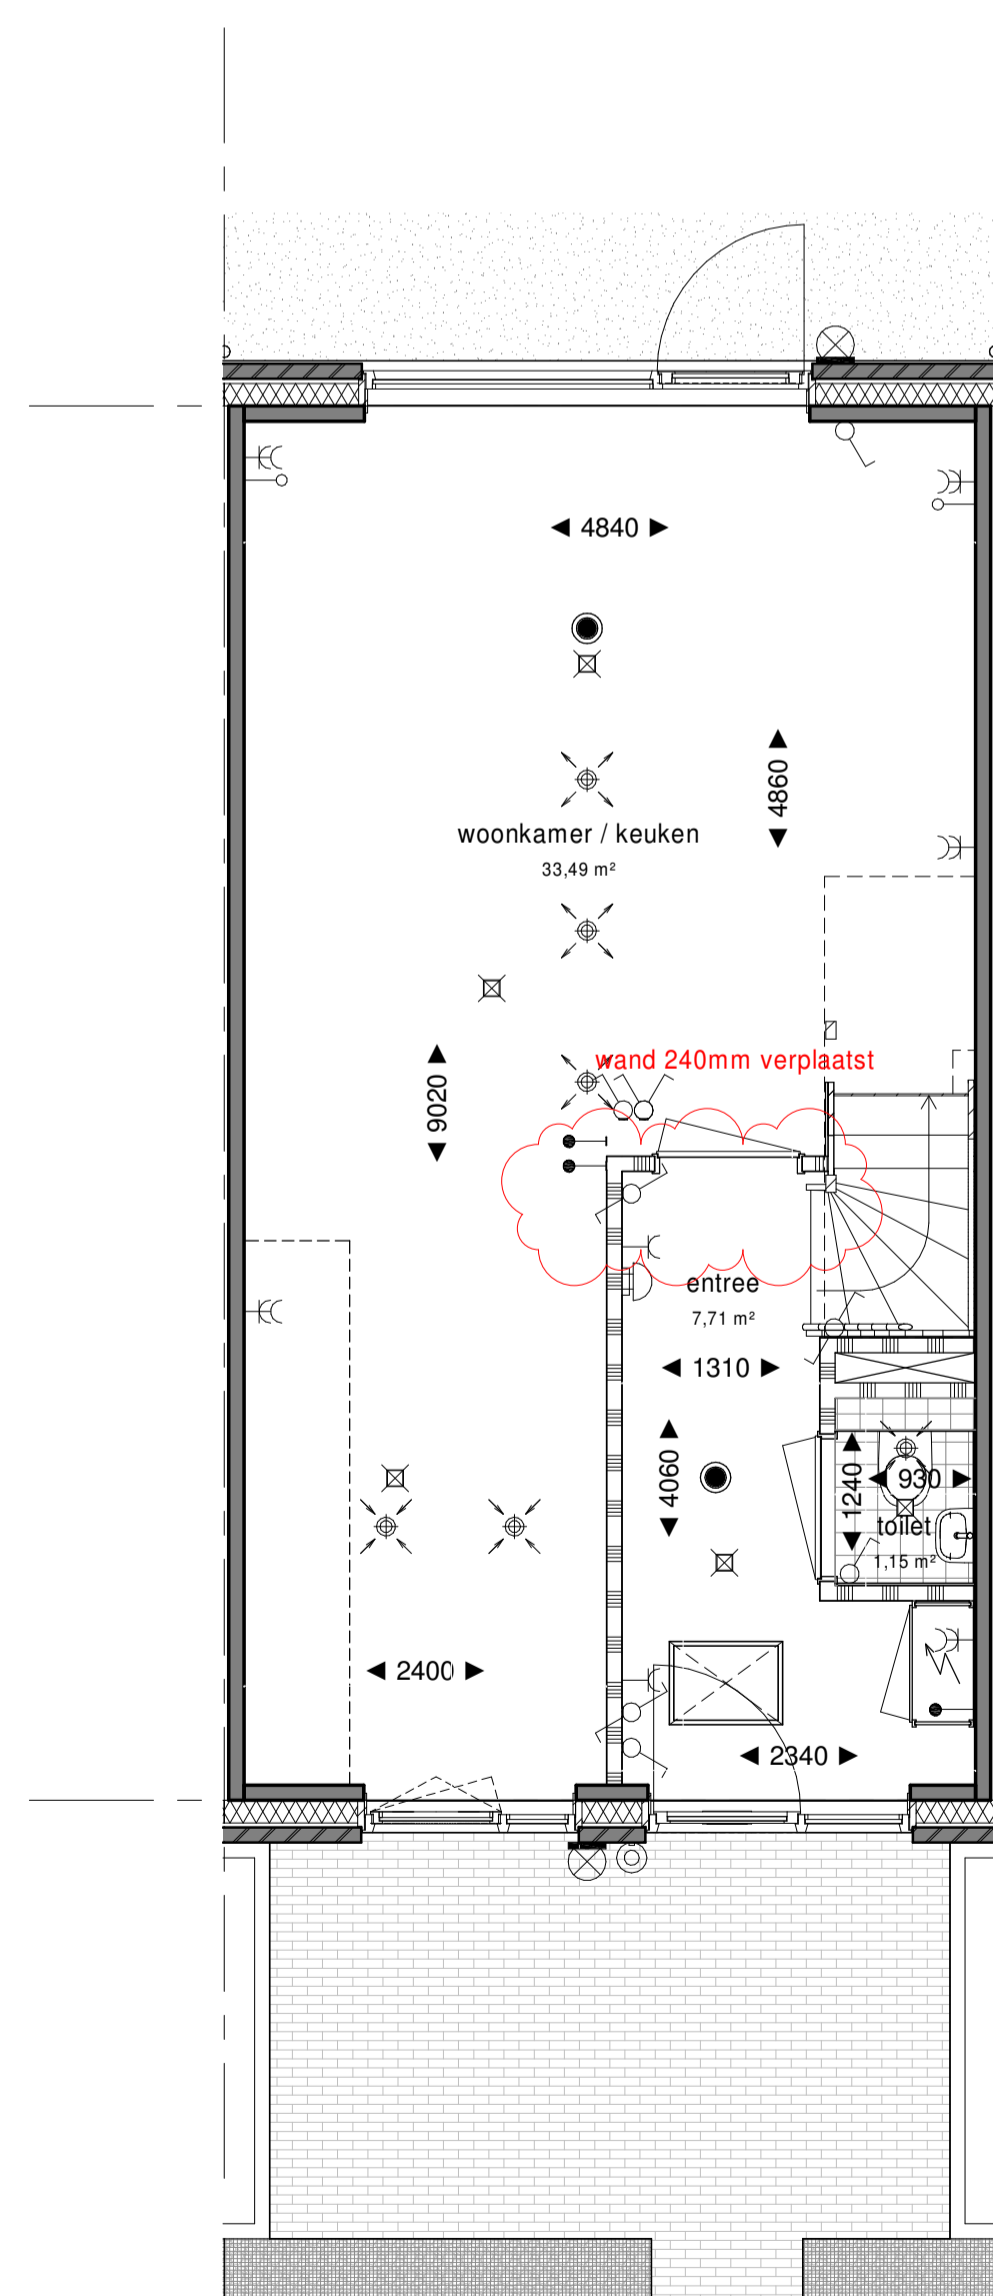 4840
4860
woonkamer / keuken
33,49 m²
9020
wand 240mm verplaatst
entree
7,71 m²
1310
4060
1240
930
toilet
1,15 m²
2400
2340